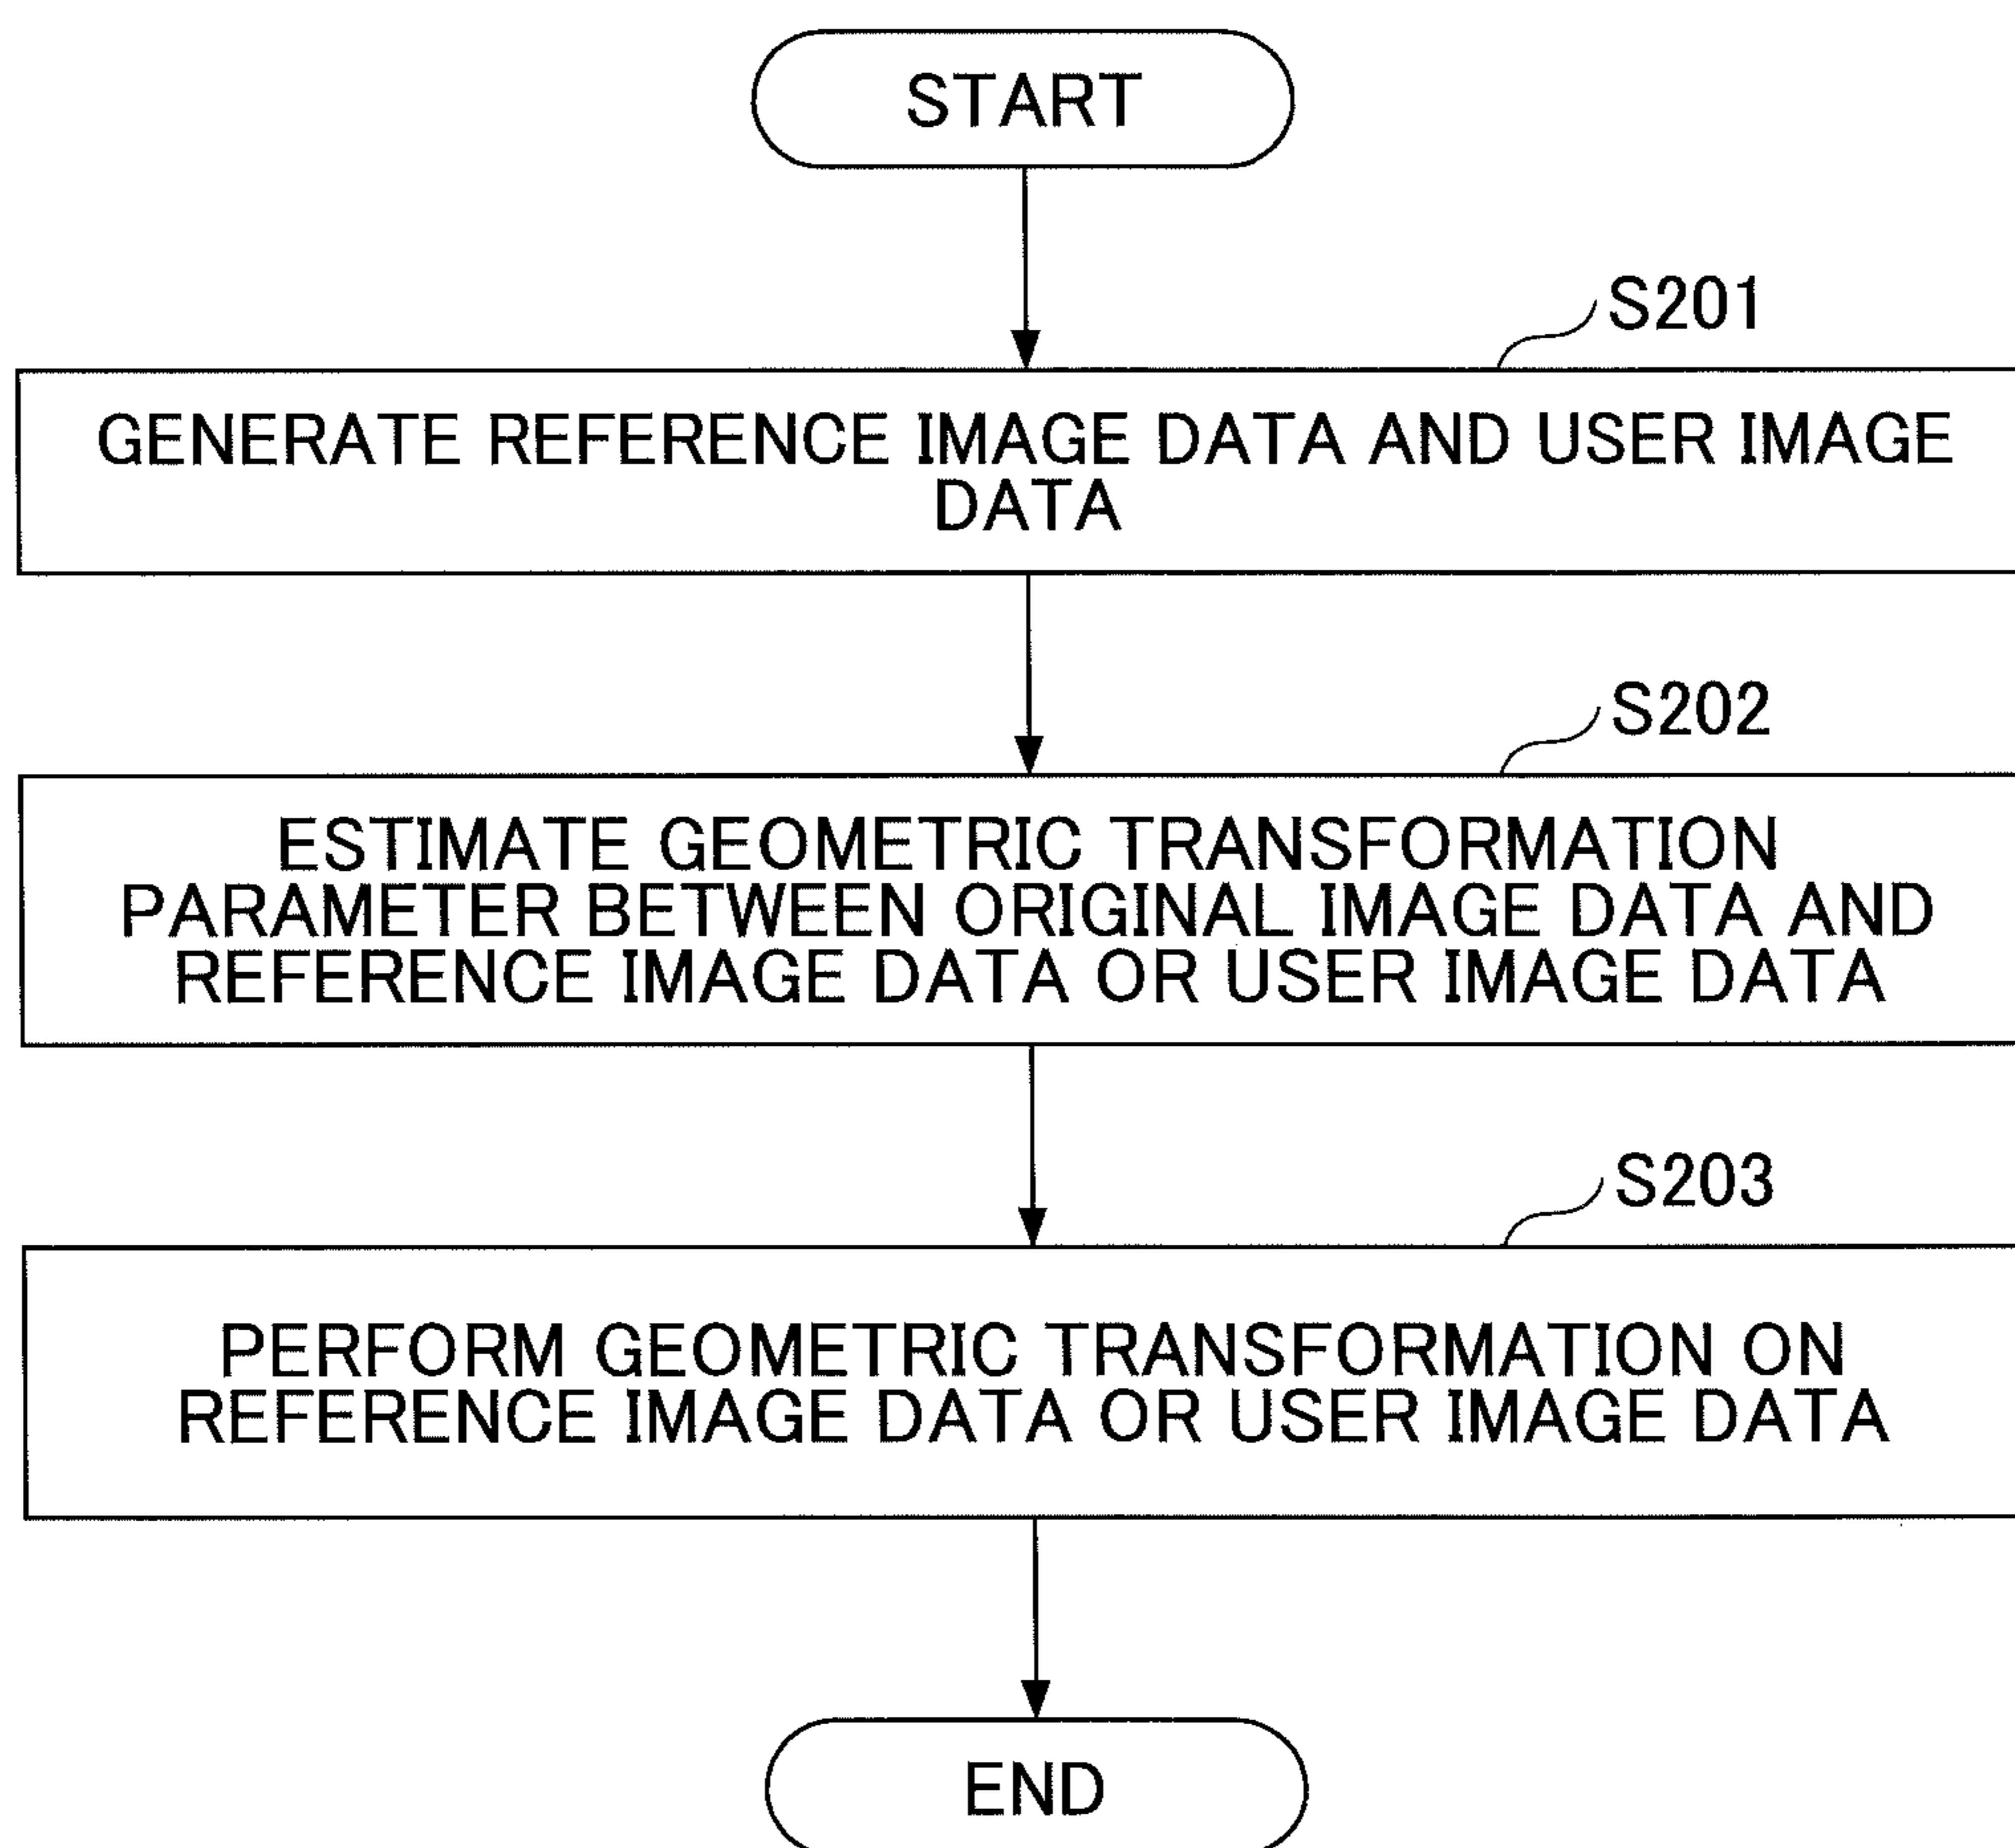 START
S201
GENERATE REFERENCE IMAGE DATA AND USER IMAGE
DATA
S202
ESTIMATE GEOMETRIC TRANSFORMATION
PARAMETER BETWEEN ORIGINAL IMAGE DATA AND
REFERENCE IMAGE DATA OR USER IMAGE DATA
S203
PERFORM GEOMETRIC TRANSFORMATION ON
REFERENCE IMAGE DATA OR USER IMAGE DATA
END